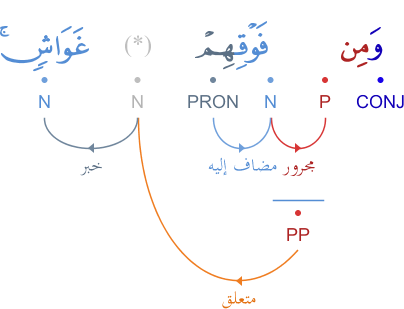 وَمِن فَوْقِهِمْ (*) غَوَاشٍ ۚ
CONJ P N PRON N N
مجرور مضاف إليه خبر
PP
متعلق